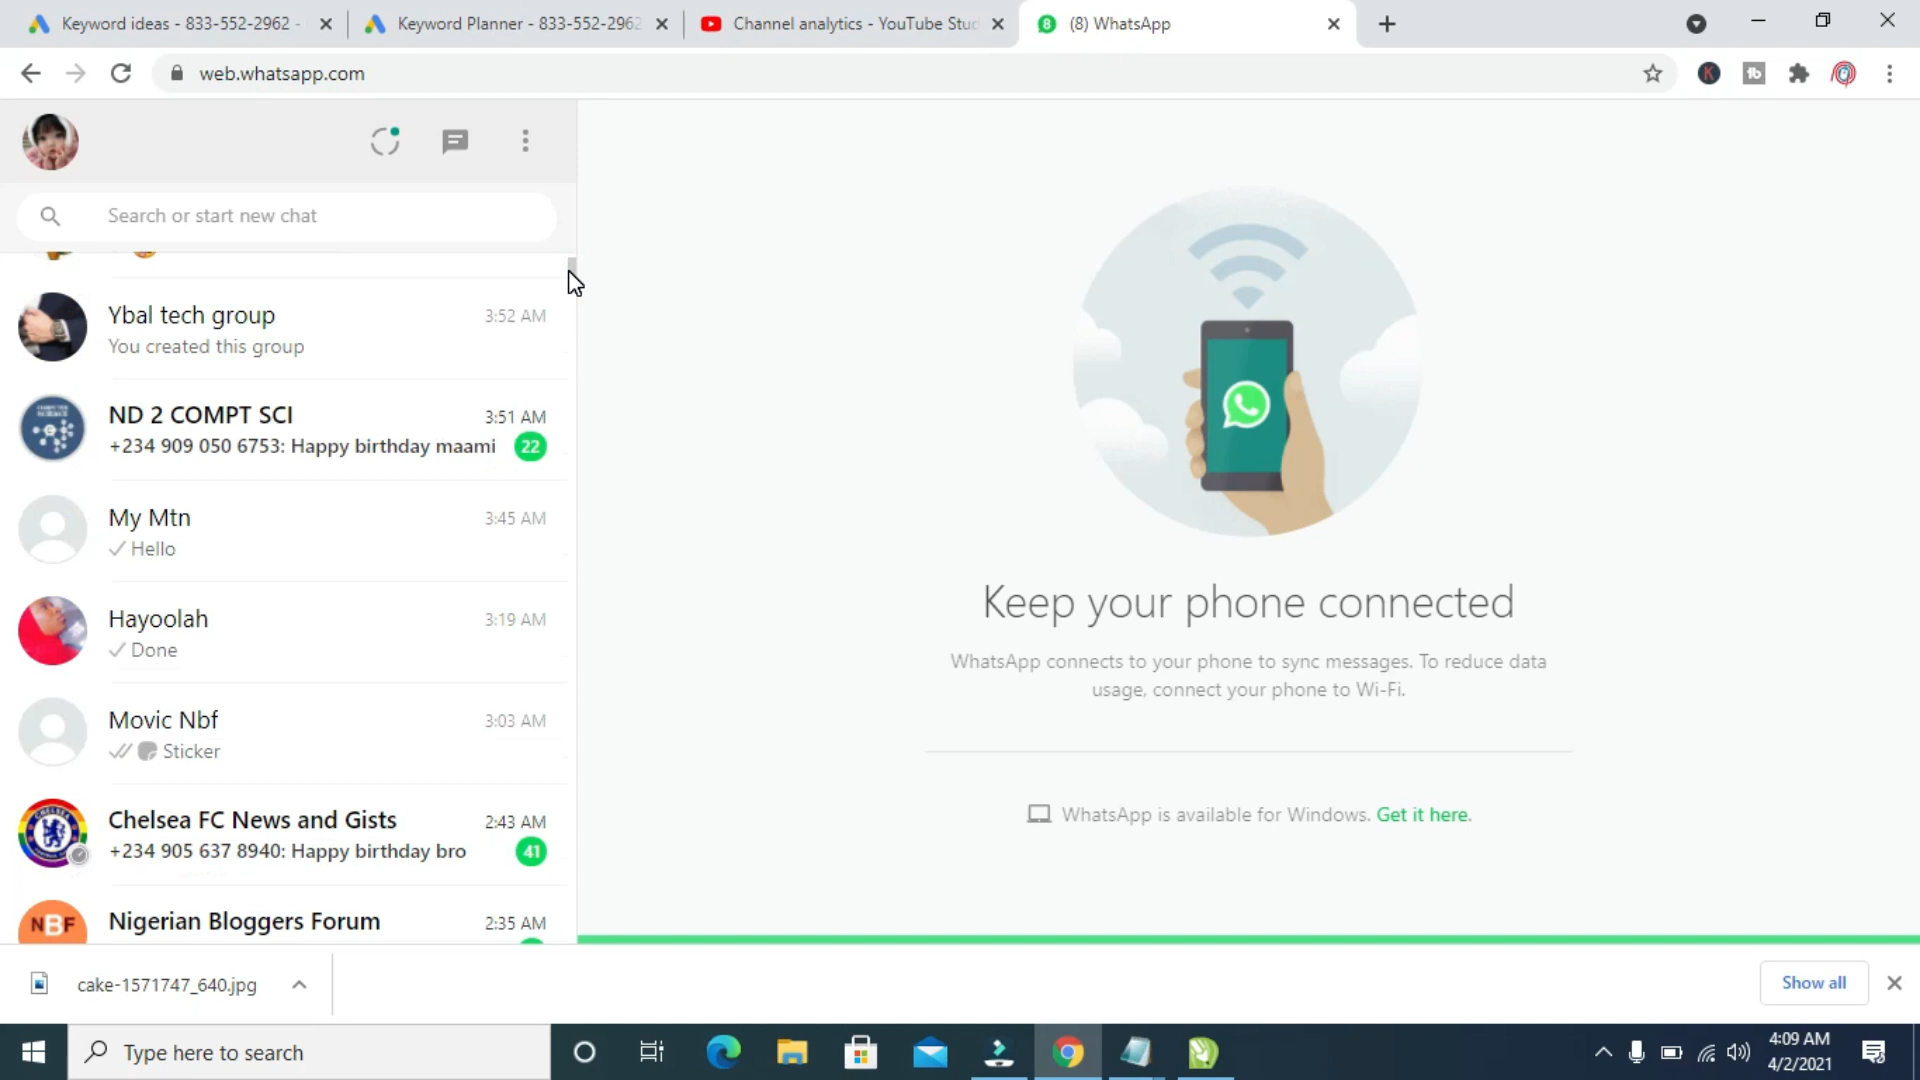 Keyword ideas - 833-552-2962 -
Keyword Planner - 833-552-2962
Channel analytics - YouTube Stud
8
(8) WhatsApp
web.whatsapp.com
K
tb
Search or start new chat
Ybal tech group
3:52 AM
You created this group
COMPUTER
SCIENCE
ND 2 COMPT SCI
3:51 AM
+234 909 050 6753: Happy birthday maami
22
My Mtn
3:45 AM
Hello
Hayoolah
3:19 AM
Done
Movic Nbf
3:03 AM
Sticker
Chelsea FC News and Gists
2:43 AM
+234 905 637 8940: Happy birthday bro
41
NBF
Nigerian Bloggers Forum
2:35 AM
Keep your phone connected
WhatsApp connects to your phone to sync messages. To reduce data
usage, connect your phone to Wi-Fi.
WhatsApp is available for Windows. Get it here.
cake-1571747_640.jpg
Show all
Type here to search
4:09 AM
4/2/2021